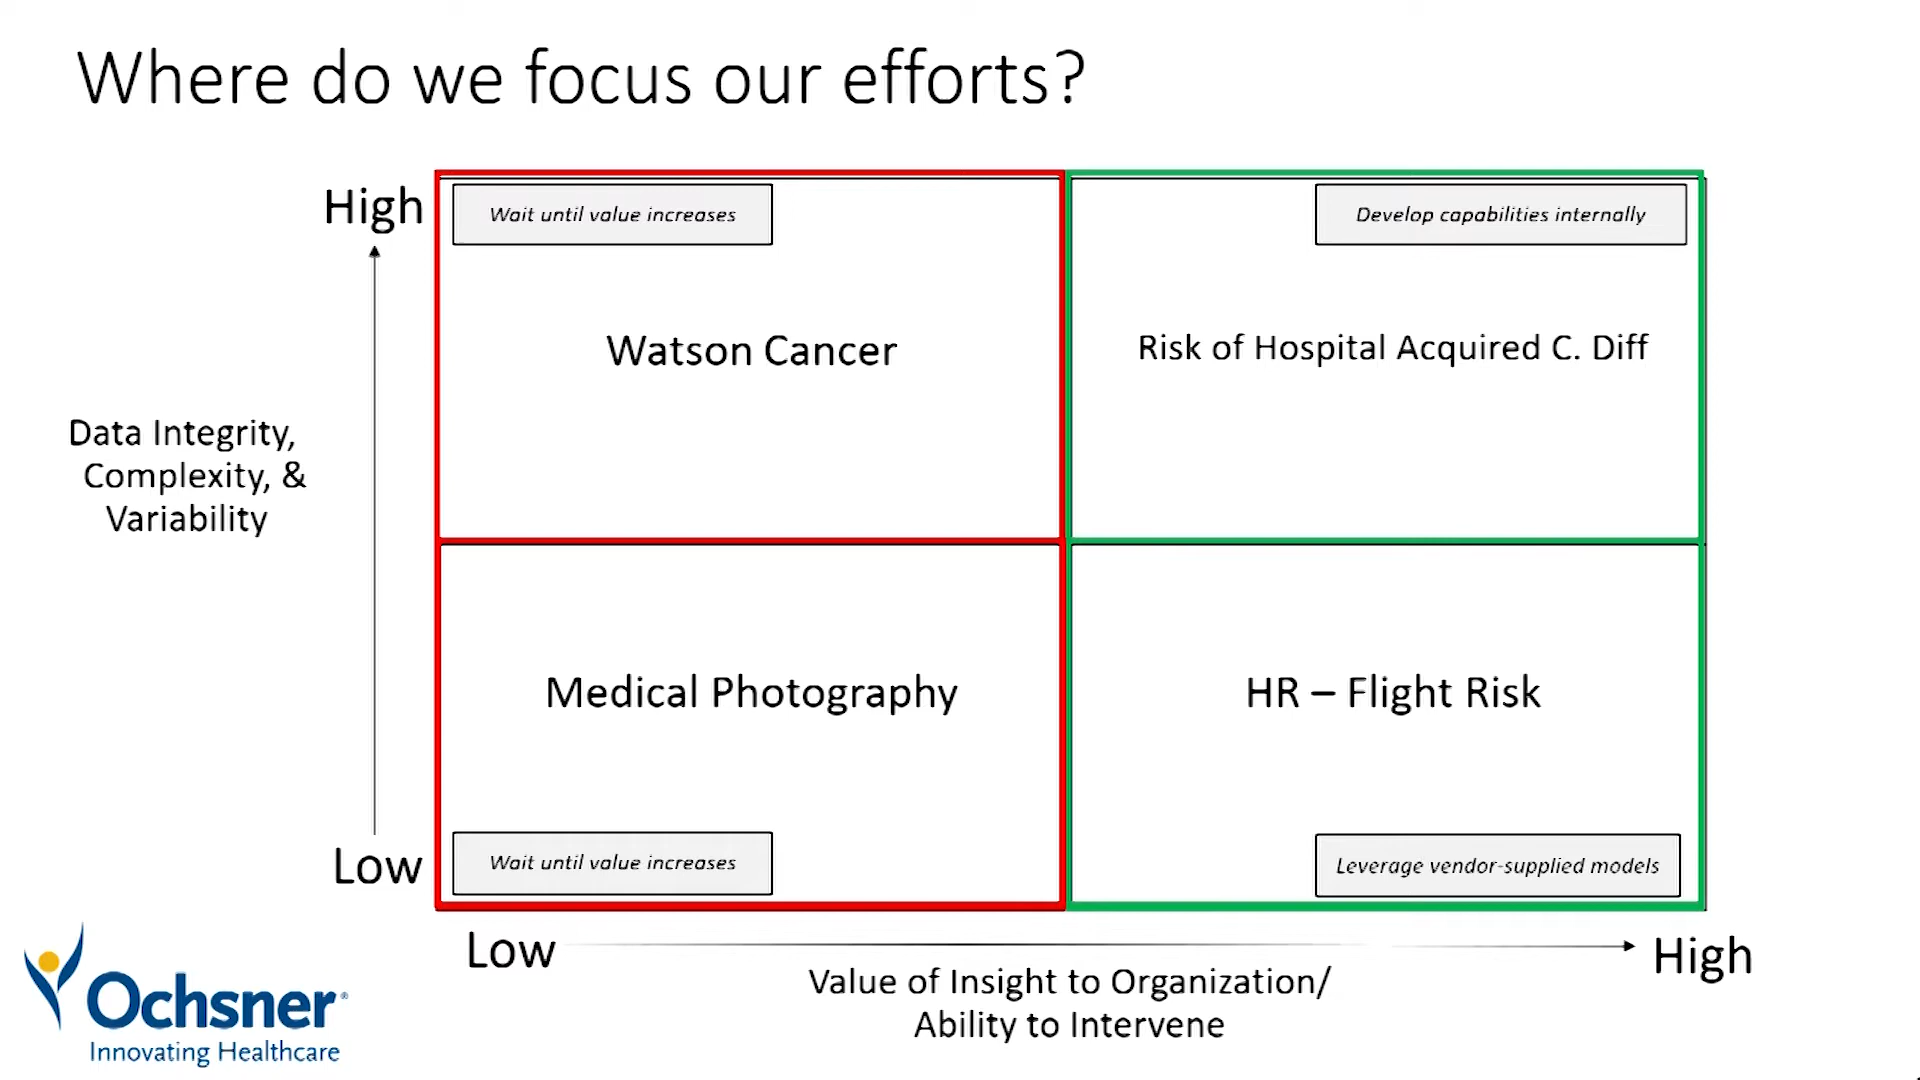 Where do we focus our efforts?
High
Wait until value increases
Develop capabilities internally
Watson Cancer
Risk of Hospital Acquired C. Diff
Data Integrity,
Complexity, &
Variability
Medical Photography
HR – Flight Risk
Low
Wait until value increases
Leverage vendor-supplied models
Low
High
Value of Insight to Organization/
Ability to Intervene
Ochsner®
Innovating Healthcare